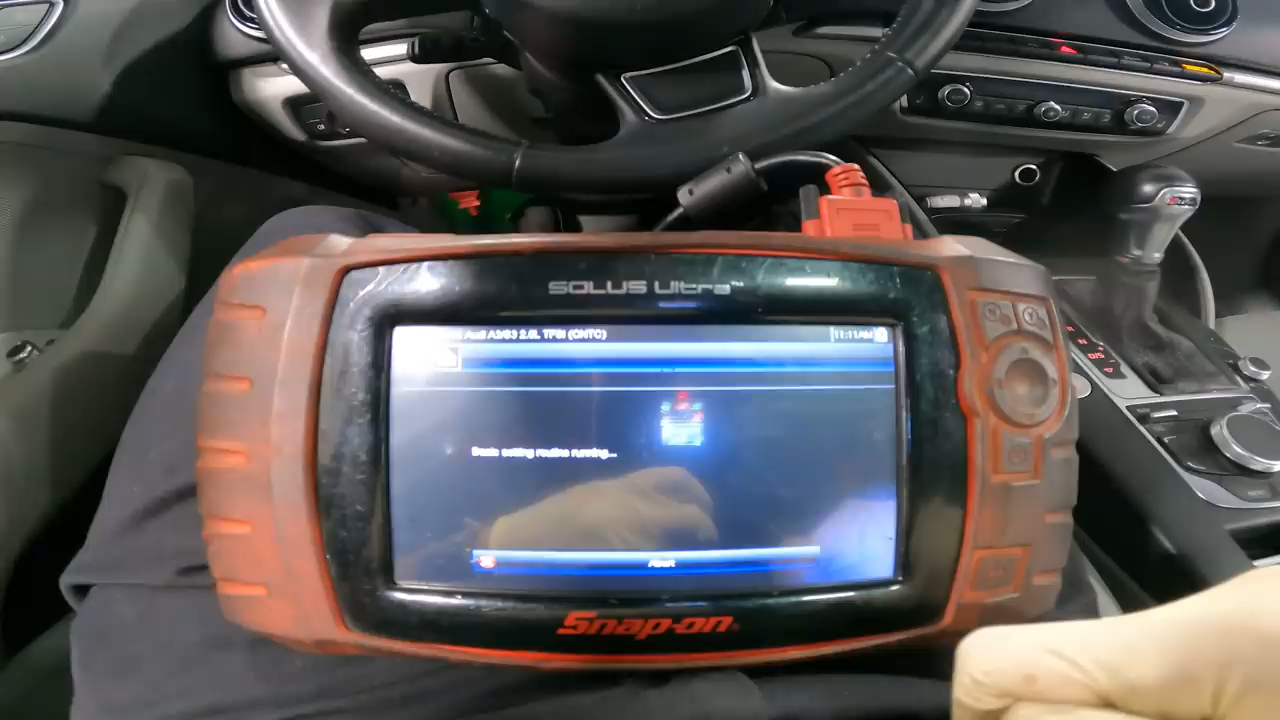 SOLUS Ultra™
Audi A3/S3 2.0L TFSI (CNTC)
11:11AM
Basic setting routine running...
Abort
Snap-on
N
Y